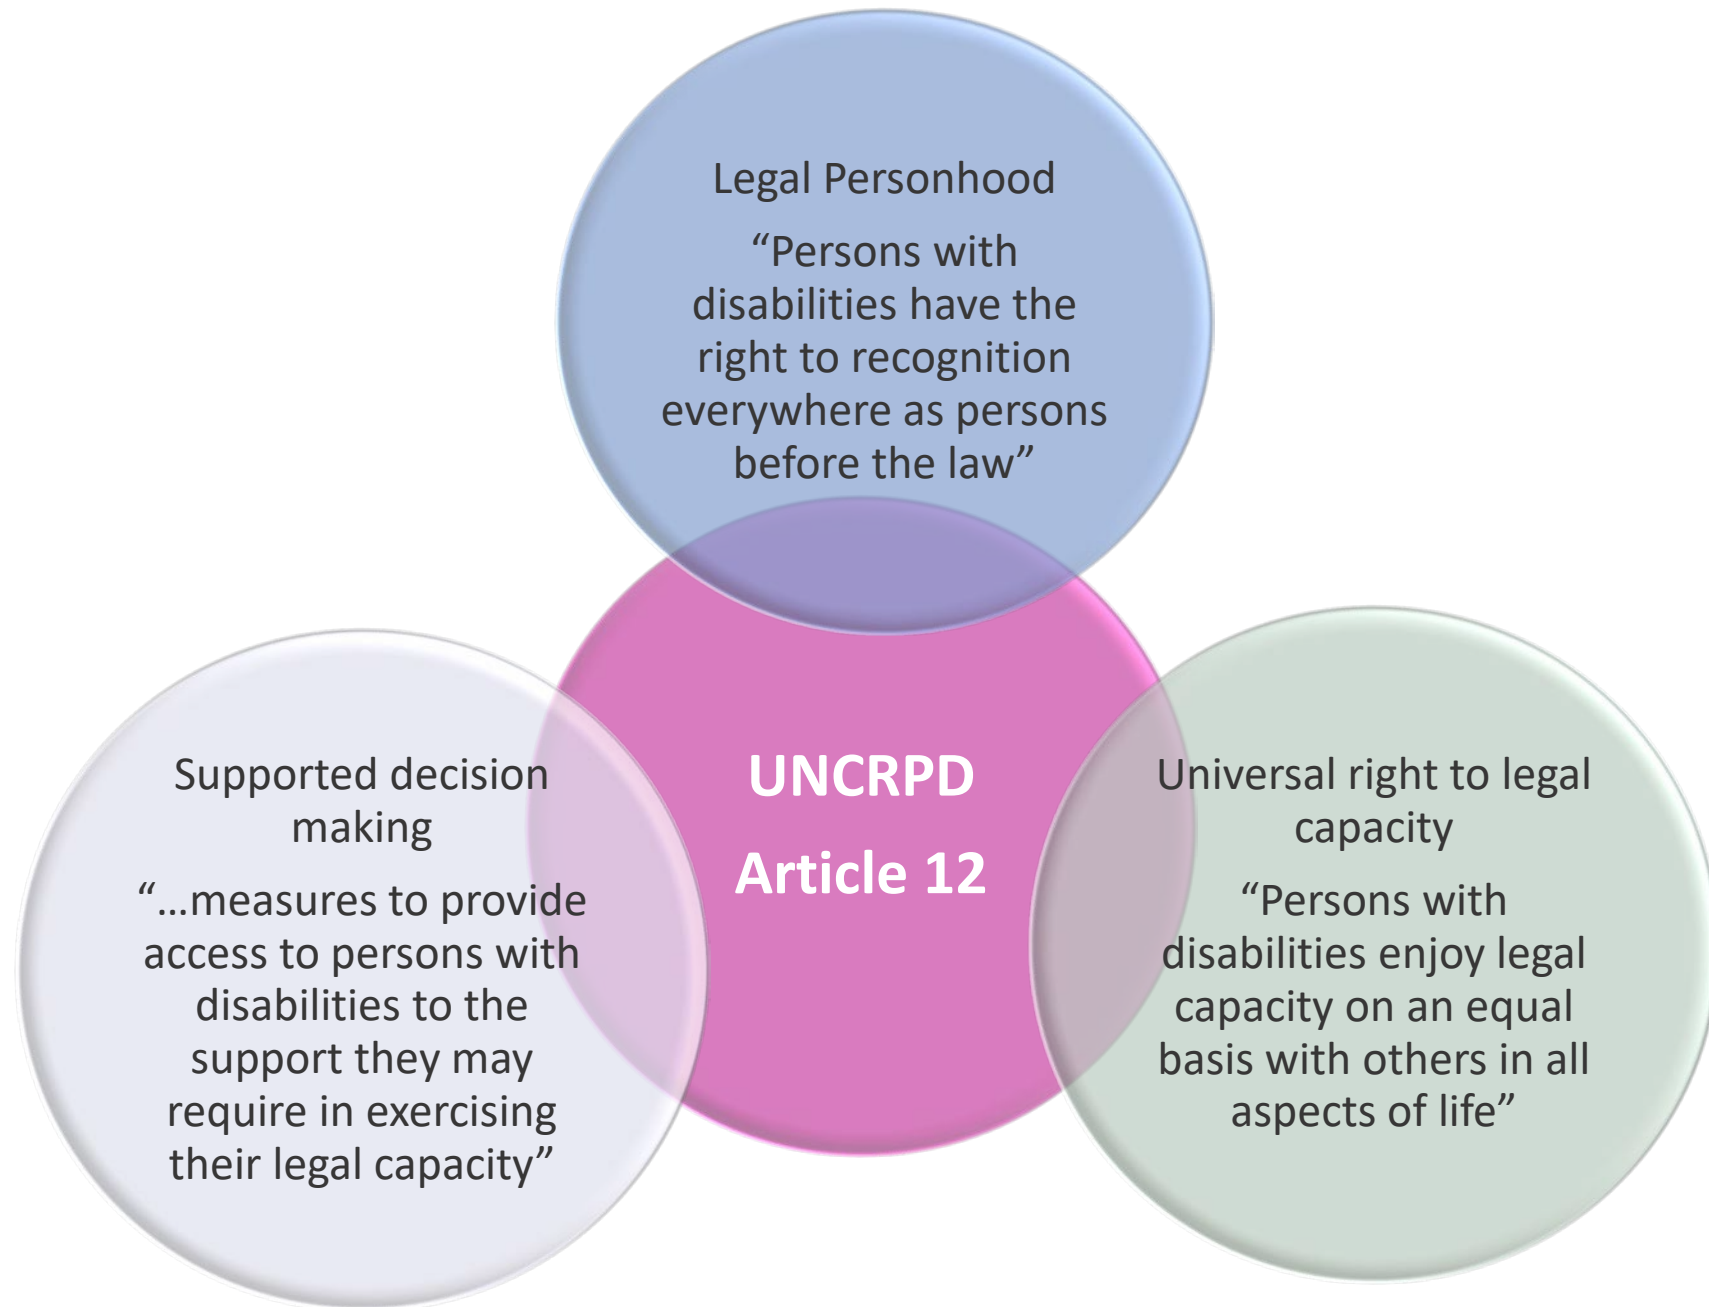 Legal Personhood
“Persons with
disabilities have the
right to recognition
everywhere as persons
before the law”
UNCRPD
Article 12
Supported decision
making
“…measures to provide
access to persons with
disabilities to the
support they may
require in exercising
their legal capacity”
Universal right to legal
capacity
“Persons with
disabilities enjoy legal
capacity on an equal
basis with others in all
aspects of life”